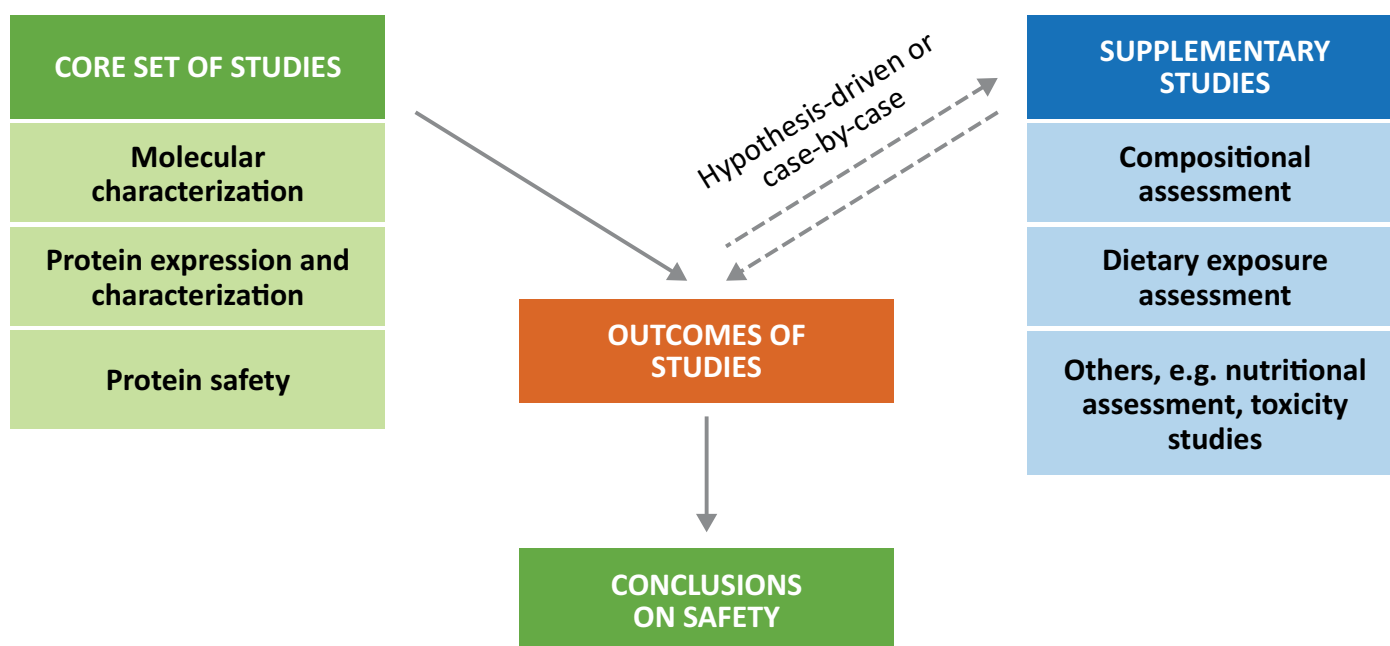 CORE SET OF STUDIES
Molecular
characterization
Protein expression and
characterization
Protein safety
Hypothesis-driven or
case-by-case
SUPPLEMENTARY
STUDIES
Compositional
assessment
Dietary exposure
assessment
Others, e.g. nutritional
assessment, toxicity
studies
OUTCOMES OF
STUDIES
CONCLUSIONS
ON SAFETY